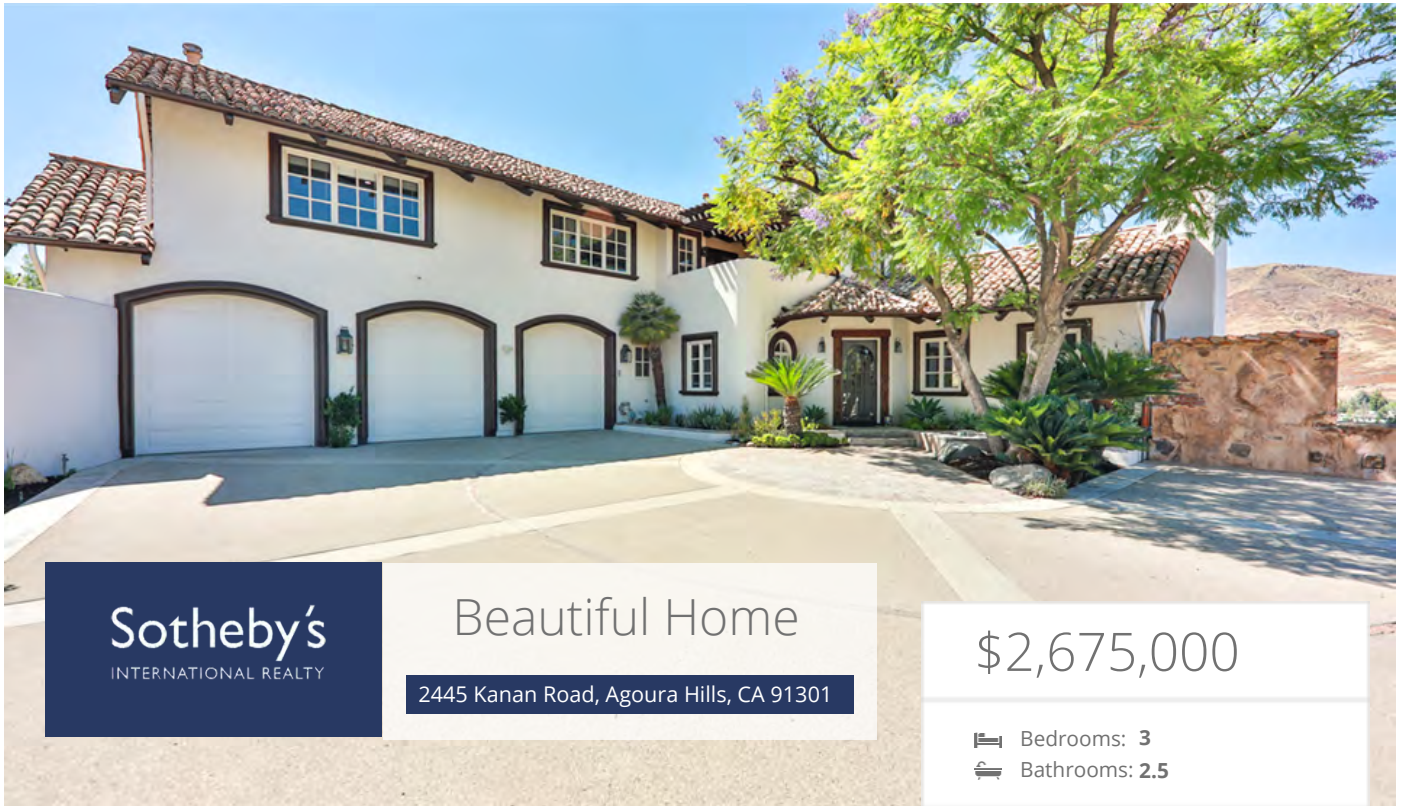 Sotheby's
INTERNATIONAL REALTY
Beautiful Home
2445 Kanan Road, Agoura Hills, CA 91301
$2,675,000
Bedrooms: 3
Bathrooms: 2.5